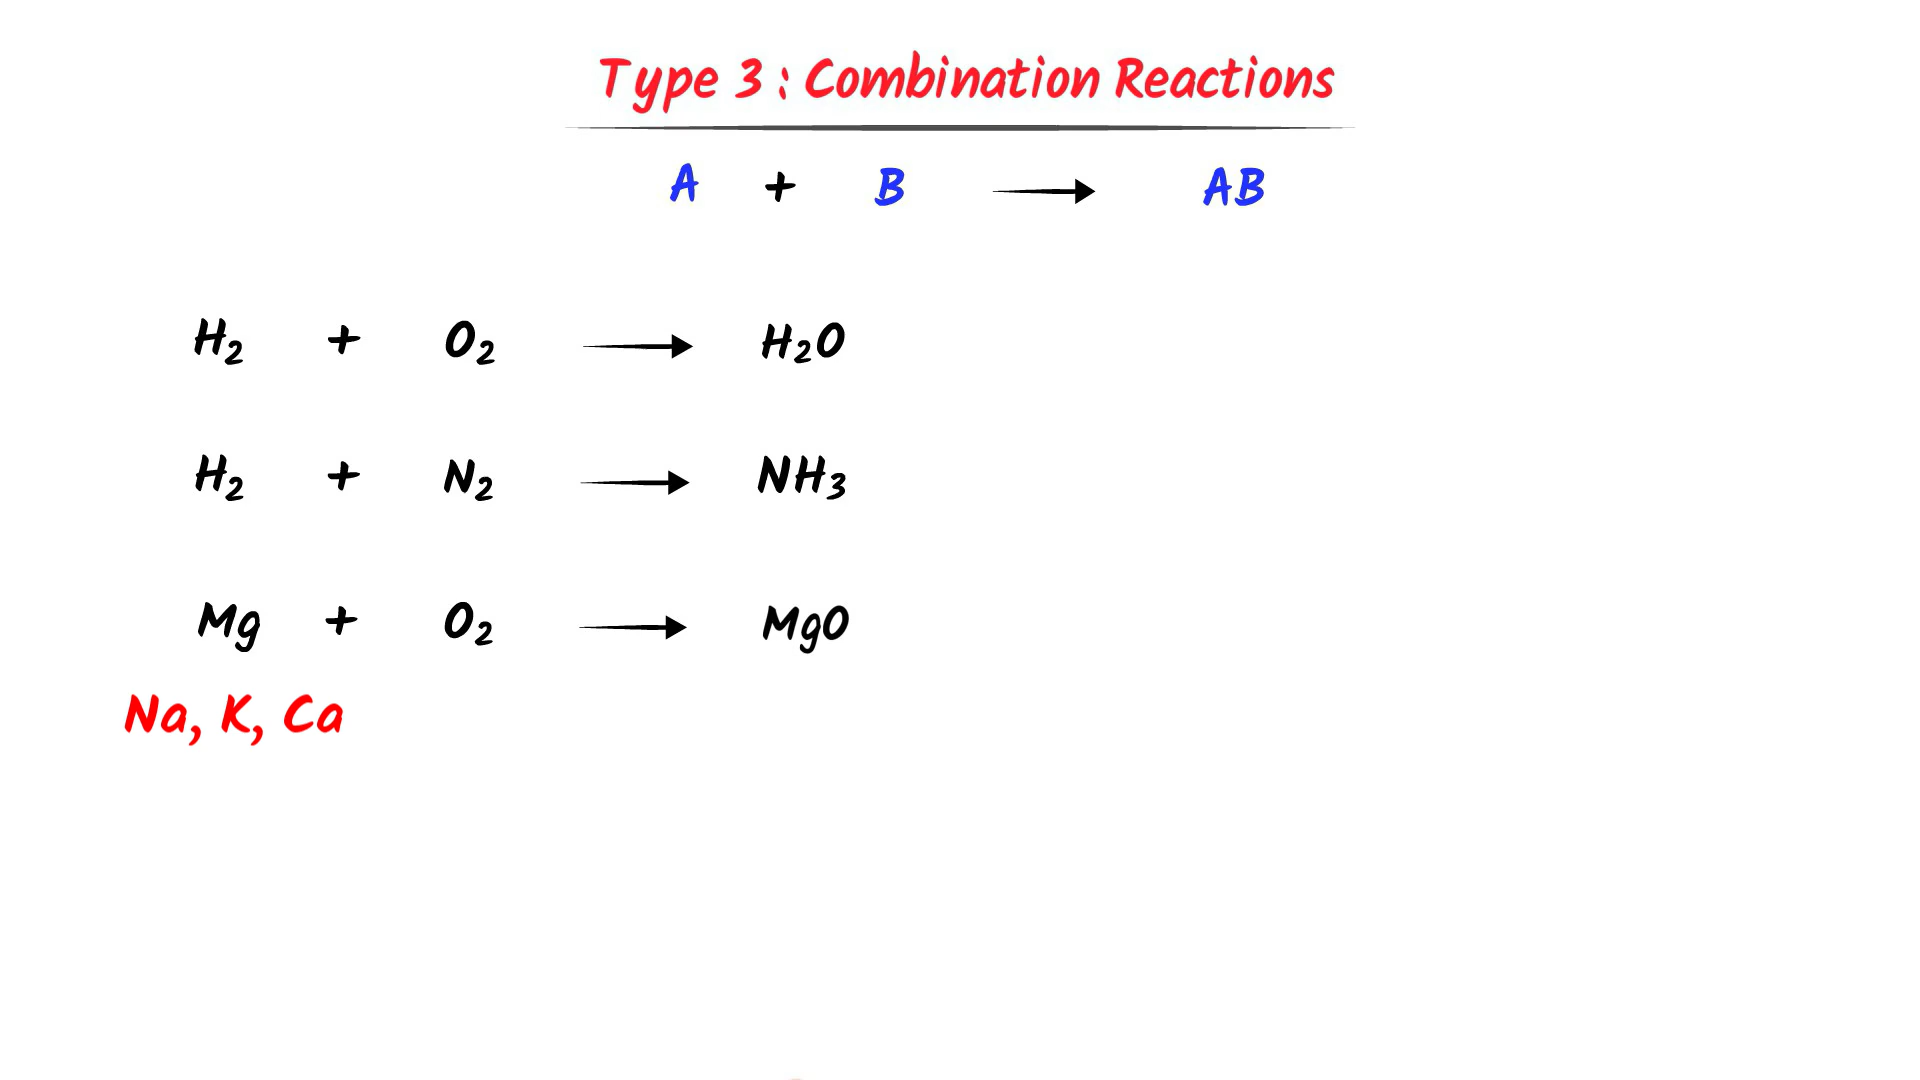 Type 3 : Combination Reactions
A + B → AB
H₂ + O₂ → H₂O
H₂ + N₂ → NH₃
Mg + O₂ → MgO
Na, K, Ca